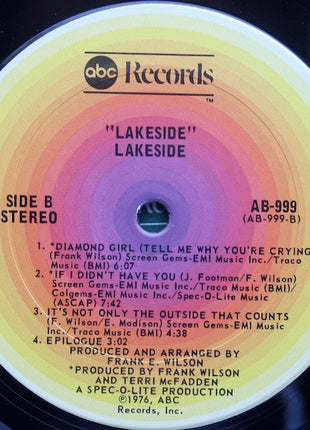 abc Records
TM
"LAKESIDE"
LAKESIDE
SIDE B
STEREO
AB-999
(AB-999-B)
1. *DIAMOND GIRL (TELL ME WHY YOU'RE CRYING)
(Frank Wilson) Screen Gems-EMI Music Inc./Traco
Music (BMI) 6:07
2. *IF I DIDN'T HAVE YOU (J. Footman/F. Wilson)
Screen Gems-EMI Music Inc./Traco Music (BMI)/
Colgems-EMI Music Inc./Spec-O-Lite Music
(ASCAP) 7:42
3. IT'S NOT ONLY THE OUTSIDE THAT COUNTS
(F. Wilson/E. Madison) Screen Gems-EMI Music
Inc./Traco Music (BMI) 4:38
4. EPILOGUE 3:02
PRODUCED AND ARRANGED BY
FRANK E. WILSON
*PRODUCED BY FRANK WILSON
AND TERRI McFADDEN
A SPEC-O-LITE PRODUCTION
Ⓟ1976, ABC
Records, Inc.